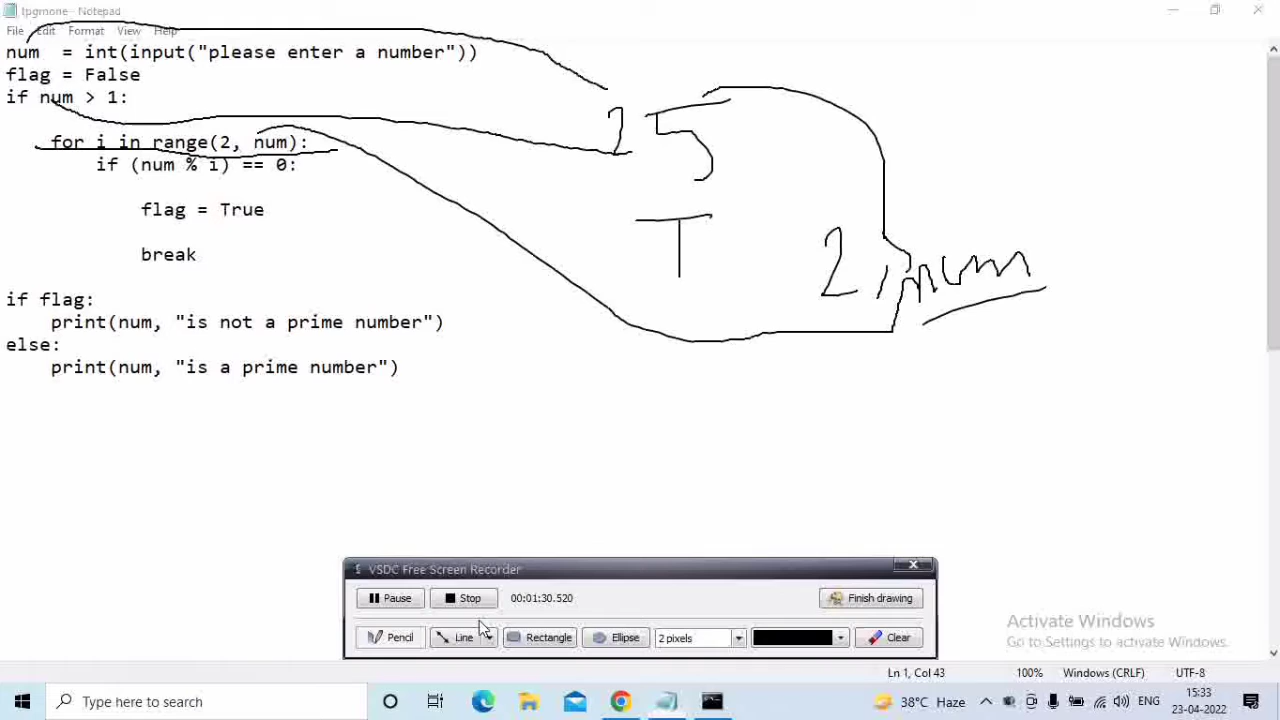 lpgmone - Notepad
File Edit Format View Help
num  = int(input("please enter a number"))
flag = False
if num > 1:
    for i in range(2, num):
        if (num % i) == 0:
            flag = True
            break
if flag:
    print(num, "is not a prime number")
else:
    print(num, "is a prime number")
25
T
2, num
VSDC Free Screen Recorder
Pause Stop 00:01:30.520 Finish drawing
Pencil Line Rectangle Ellipse 2 pixels Clear
Activate Windows
Go to Settings to activate Windows.
Ln 1, Col 43 100% Windows (CRLF) UTF-8
Type here to search 38°C Haze ENG 15:33
23-04-2022